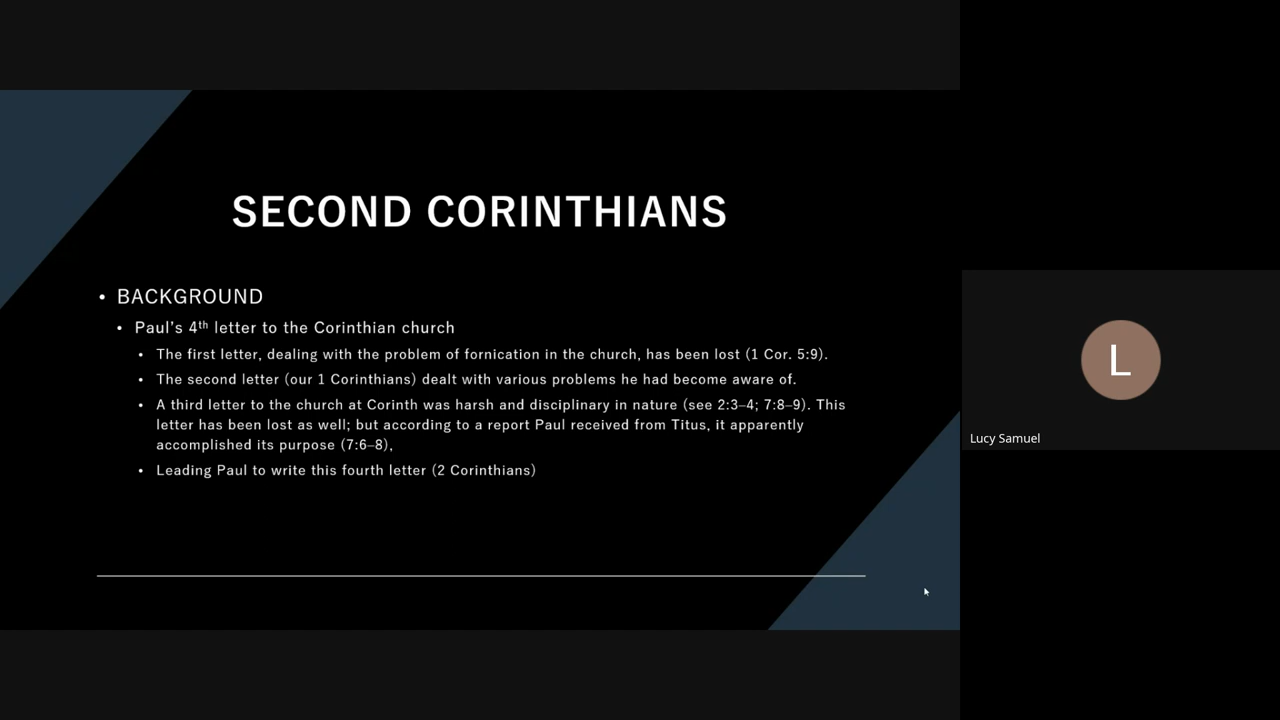 SECOND CORINTHIANS
• BACKGROUND
• Paul's 4th letter to the Corinthian church
• The first letter, dealing with the problem of fornication in the church, has been lost (1 Cor. 5:9).
• The second letter (our 1 Corinthians) dealt with various problems he had become aware of.
• A third letter to the church at Corinth was harsh and disciplinary in nature (see 2:3–4; 7:8–9). This
letter has been lost as well; but according to a report Paul received from Titus, it apparently
accomplished its purpose (7:6–8),
• Leading Paul to write this fourth letter (2 Corinthians)
L
Lucy Samuel